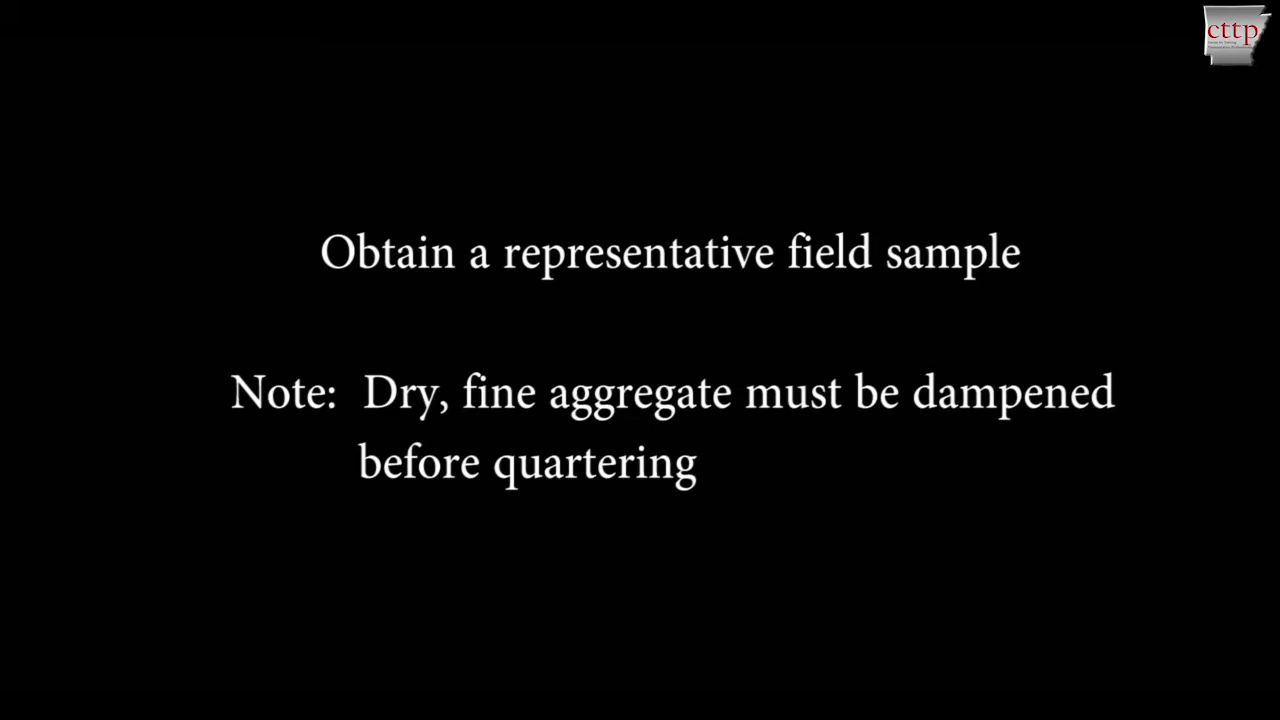 cttp
Obtain a representative field sample
Note: Dry, fine aggregate must be dampened
before quartering